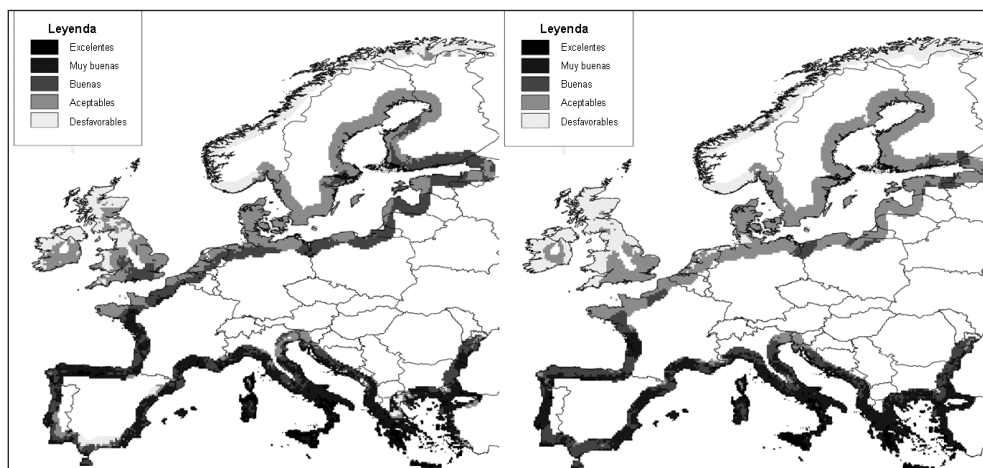 Leyenda
Excelentes
Muy buenas
Buenas
Aceptables
Desfavorables
Leyenda
Excelentes
Muy buenas
Buenas
Aceptables
Desfavorables